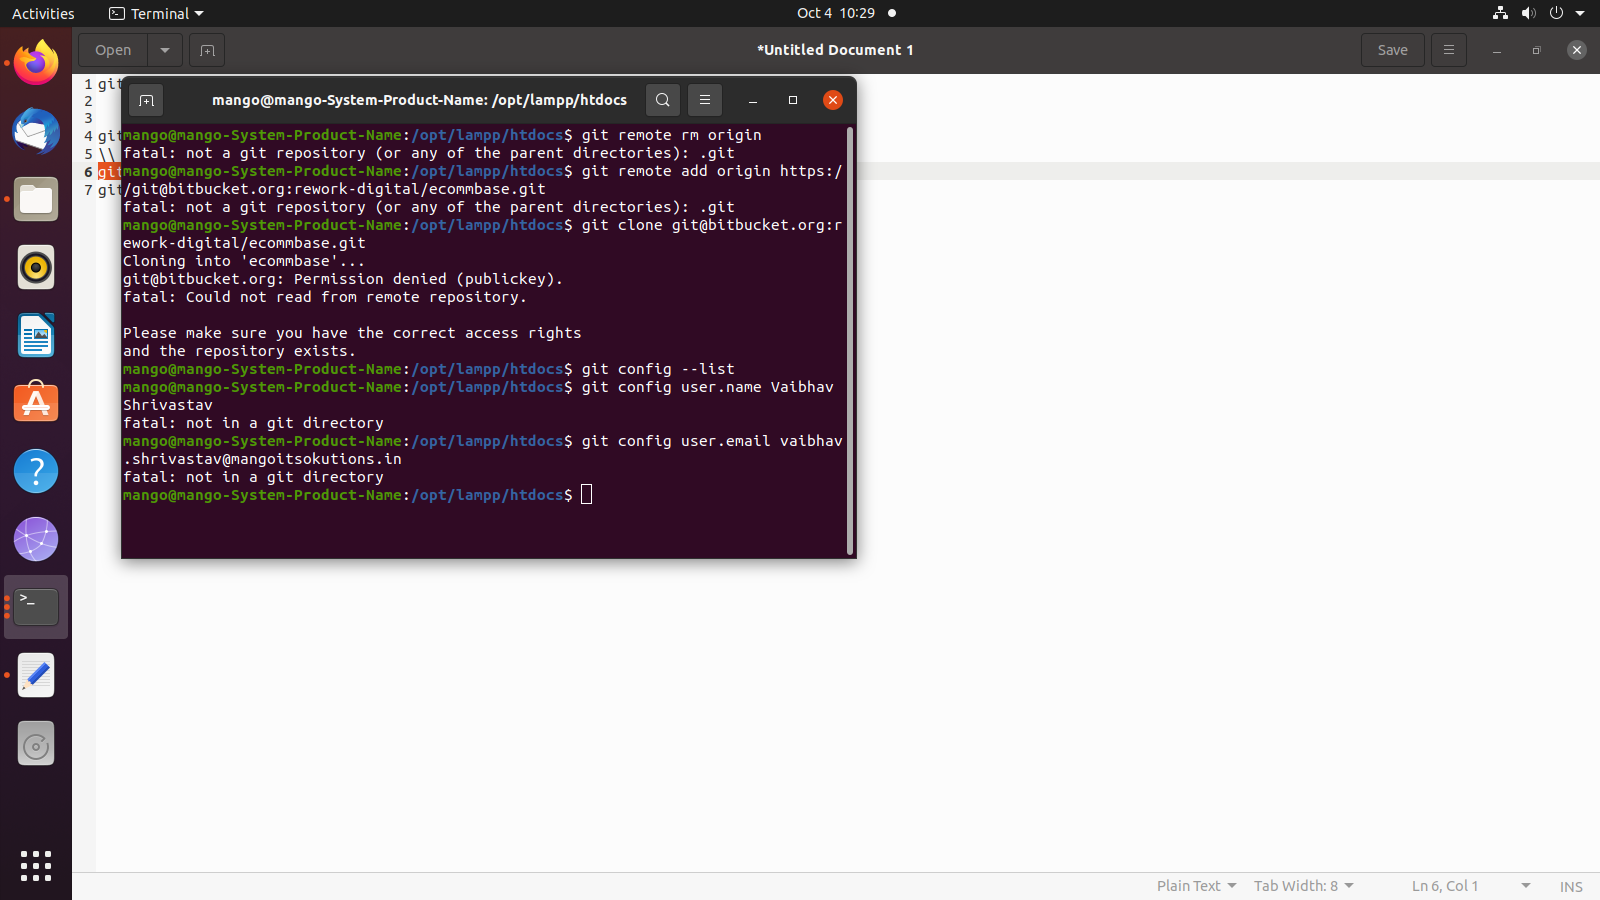 Activities
Terminal
Oct 4 10:29
Open
*Untitled Document 1
Save
1 git
2
3
4 git
5 \\
6 git
7 git
mango@mango-System-Product-Name: /opt/lampp/htdocs
mango@mango-System-Product-Name:/opt/lampp/htdocs$ git remote rm origin
fatal: not a git repository (or any of the parent directories): .git
mango@mango-System-Product-Name:/opt/lampp/htdocs$ git remote add origin https:/
/git@bitbucket.org:rework-digital/ecommbase.git
fatal: not a git repository (or any of the parent directories): .git
mango@mango-System-Product-Name:/opt/lampp/htdocs$ git clone git@bitbucket.org:r
ework-digital/ecommbase.git
Cloning into 'ecommbase'...
git@bitbucket.org: Permission denied (publickey).
fatal: Could not read from remote repository.
Please make sure you have the correct access rights
and the repository exists.
mango@mango-System-Product-Name:/opt/lampp/htdocs$ git config --list
mango@mango-System-Product-Name:/opt/lampp/htdocs$ git config user.name Vaibhav
Shrivastav
fatal: not in a git directory
mango@mango-System-Product-Name:/opt/lampp/htdocs$ git config user.email vaibhav
.shrivastav@mangoitsokutions.in
fatal: not in a git directory
mango@mango-System-Product-Name:/opt/lampp/htdocs$
Plain Text
Tab Width: 8
Ln 6, Col 1
INS